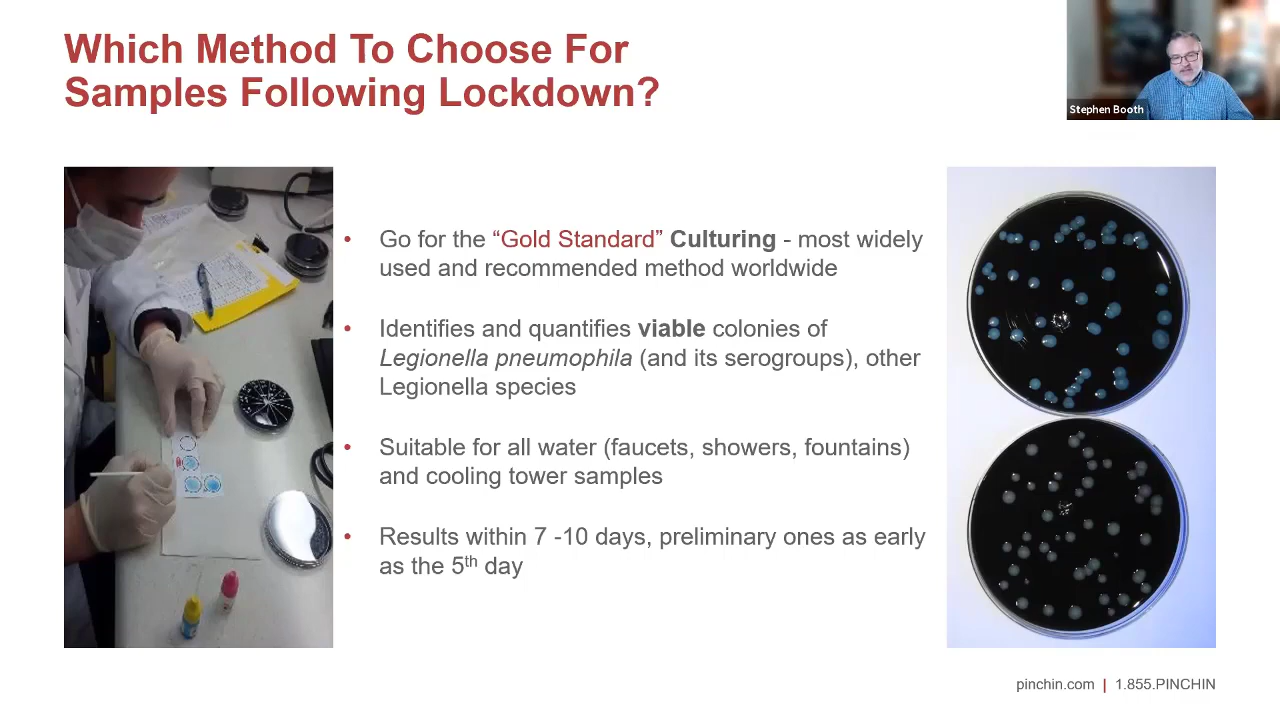 Which Method To Choose For
Samples Following Lockdown?
Stephen Booth
• Go for the “Gold Standard” Culturing - most widely
used and recommended method worldwide
• Identifies and quantifies viable colonies of
Legionella pneumophila (and its serogroups), other
Legionella species
• Suitable for all water (faucets, showers, fountains)
and cooling tower samples
• Results within 7 -10 days, preliminary ones as early
as the 5th day
pinchin.com | 1.855.PINCHIN